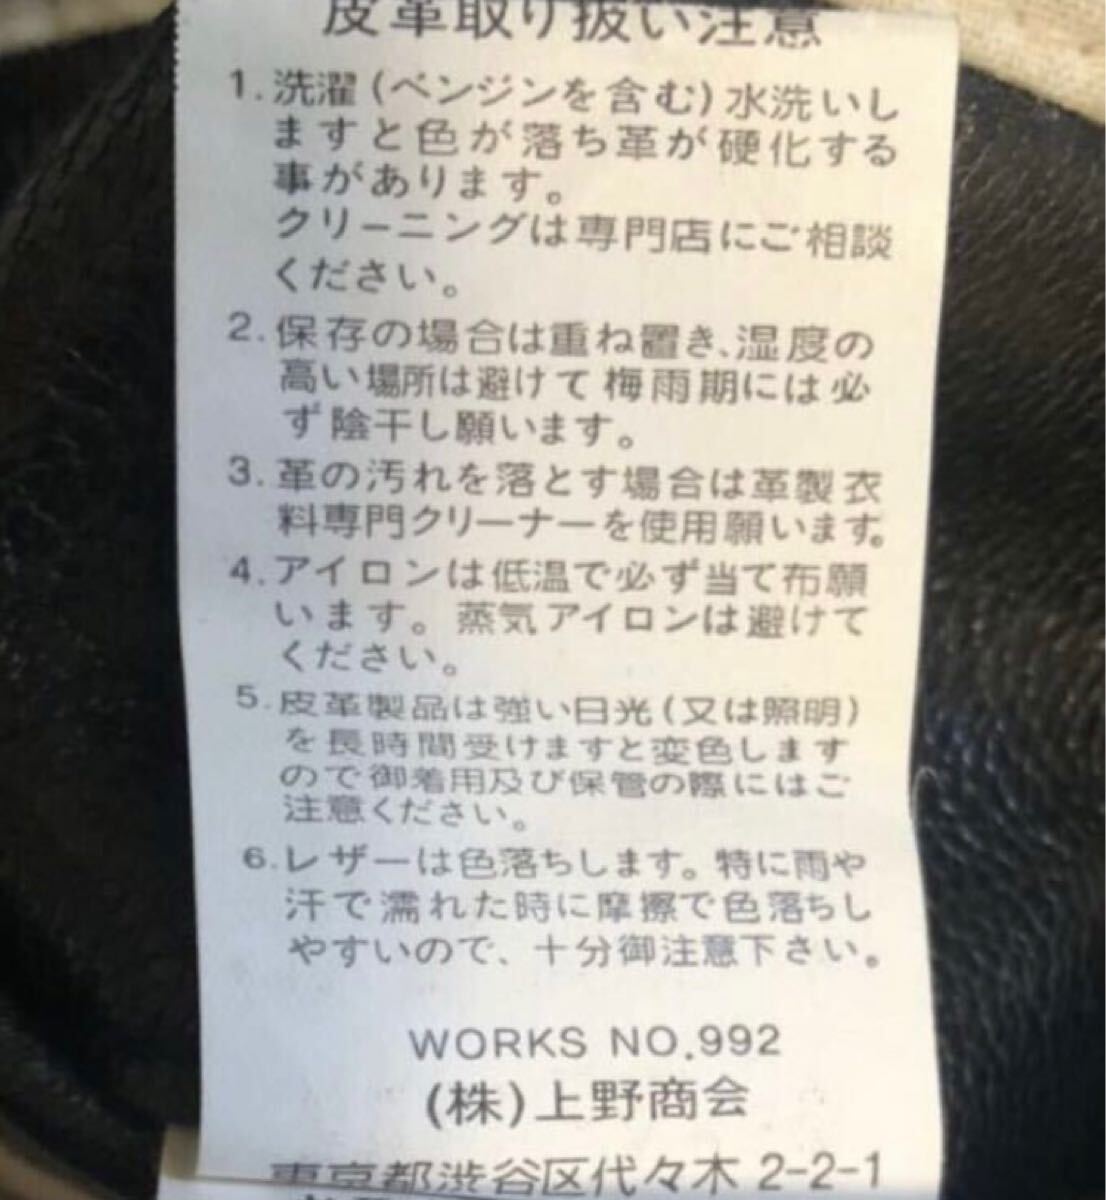 皮革取り扱い注意
1. 洗濯(ベンジンを含む)水洗いし
ますと色が落ち革が硬化する
事があります。
クリーニングは専門店にご相談
ください。
2. 保存の場合は重ね置き、湿度の
高い場所は避けて梅雨期には必
ず陰干し願います。
3. 革の汚れを落とす場合は革製衣
料専門クリーナーを使用願います。
4. アイロンは低温で必ず当て布願
います。蒸気アイロンは避けて
ください。
5. 皮革製品は強い日光(又は照明)
を長時間受けますと変色します
ので御着用及び保管の際にはご
注意ください。
6. レザーは色落ちします。特に雨や
汗で濡れた時に摩擦で色落ちし
やすいので、十分御注意下さい。
WORKS NO.992
(株)上野商会
東京都渋谷区代々木2-2-1